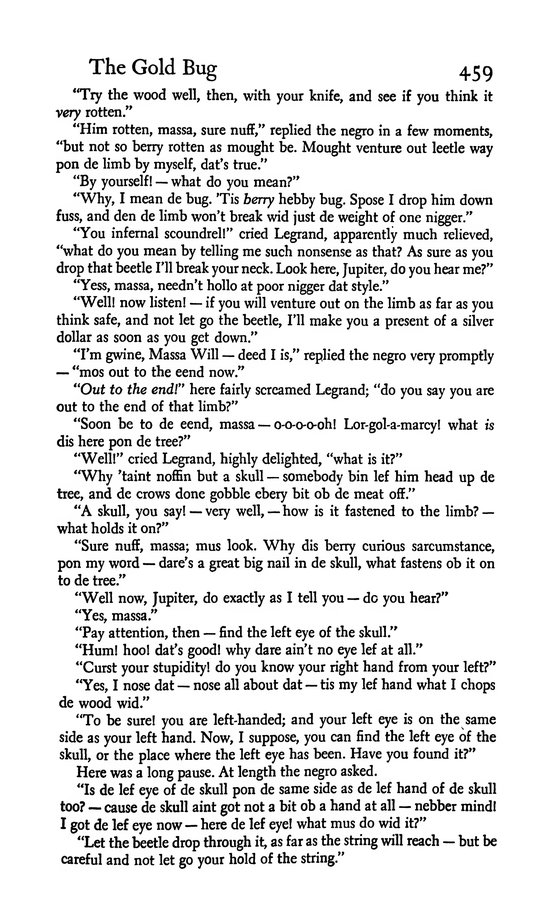 The Gold Bug 459
“Try the wood well, then, with your knife, and see if you think it
very rotten.”
“Him rotten, massa, sure nuff,” replied the negro in a few moments,
“but not so berry rotten as mought be. Mought venture out leetle way
pon de limb by myself, dat’s true.”
“By yourself! — what do you mean?”
“Why, I mean de bug. ’Tis berry hebby bug. Spose I drop him down
fuss, and den de limb won’t break wid just de weight of one nigger.”
“You infernal scoundrel!” cried Legrand, apparently much relieved,
“what do you mean by telling me such nonsense as that? As sure as you
drop that beetle I’ll break your neck. Look here, Jupiter, do you hear me?”
“Yess, massa, needn’t hollo at poor nigger dat style.”
“Well! now listen! — if you will venture out on the limb as far as you
think safe, and not let go the beetle, I’ll make you a present of a silver
dollar as soon as you get down.”
“I’m gwine, Massa Will — deed I is,” replied the negro very promptly
— “mos out to the eend now.”
“Out to the end!” here fairly screamed Legrand; “do you say you are
out to the end of that limb?”
“Soon be to de eend, massa — o-o-o-o-oh! Lor-gol-a-marcy! what is
dis here pon de tree?”
“Well!” cried Legrand, highly delighted, “what is it?”
“Why ’taint noffin but a skull — somebody bin lef him head up de
tree, and de crows done gobble ebery bit ob de meat off.”
“A skull, you say! — very well, — how is it fastened to the limb? —
what holds it on?”
“Sure nuff, massa; mus look. Why dis berry curious sarcumstance,
pon my word — dare’s a great big nail in de skull, what fastens ob it on
to de tree.”
“Well now, Jupiter, do exactly as I tell you — do you hear?”
“Yes, massa.”
“Pay attention, then — find the left eye of the skull.”
“Hum! hoo! dat’s good! why dare ain’t no eye lef at all.”
“Curst your stupidity! do you know your right hand from your left?”
“Yes, I nose dat — nose all about dat — tis my lef hand what I chops
de wood wid.”
“To be sure! you are left-handed; and your left eye is on the same
side as your left hand. Now, I suppose, you can find the left eye of the
skull, or the place where the left eye has been. Have you found it?”
Here was a long pause. At length the negro asked.
“Is de lef eye of de skull pon de same side as de lef hand of de skull
too? — cause de skull aint got not a bit ob a hand at all — nebber mind!
I got de lef eye now — here de lef eye! what mus do wid it?”
“Let the beetle drop through it, as far as the string will reach — but be
careful and not let go your hold of the string.”